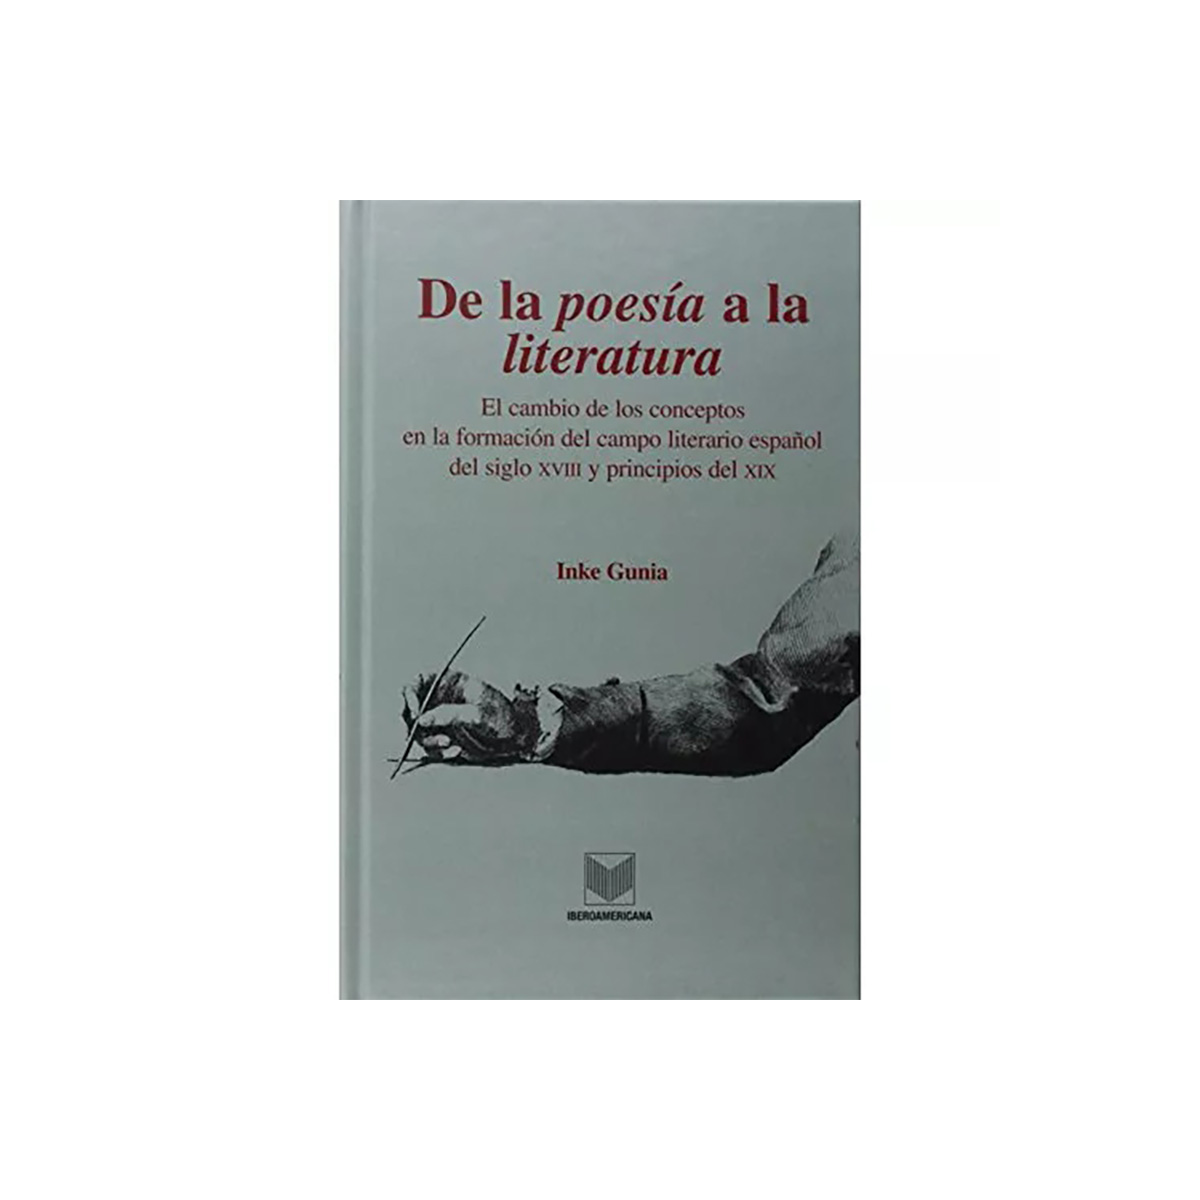 De la poesía a la
literatura
El cambio de los conceptos
en la formación del campo literario español
del siglo XVIII y principios del XIX
Inke Gunia
IBEROAMERICANA